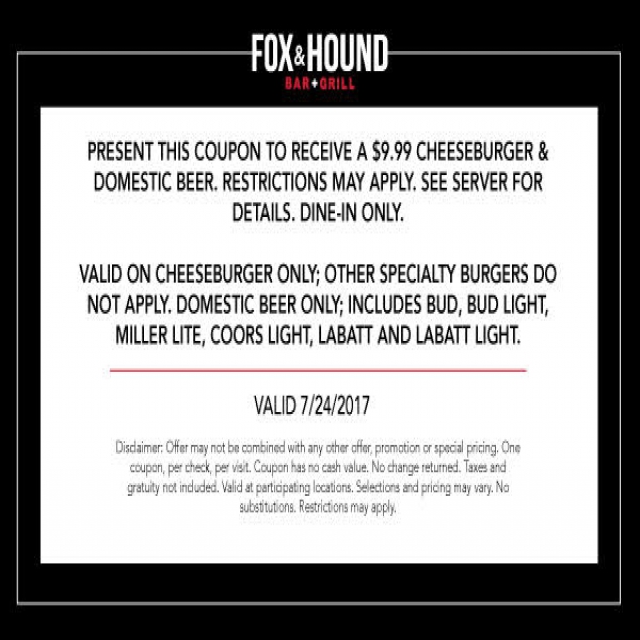 FOX & HOUND
BAR + GRILL
PRESENT THIS COUPON TO RECEIVE A $9.99 CHEESEBURGER &
DOMESTIC BEER. RESTRICTIONS MAY APPLY. SEE SERVER FOR
DETAILS. DINE-IN ONLY.
VALID ON CHEESEBURGER ONLY; OTHER SPECIALTY BURGERS DO
NOT APPLY. DOMESTIC BEER ONLY; INCLUDES BUD, BUD LIGHT,
MILLER LITE, COORS LIGHT, LABATT AND LABATT LIGHT.
VALID 7/24/2017
Disclaimer: Offer may not be combined with any other offer, promotion or special pricing. One
coupon, per check, per visit. Coupon has no cash value. No change returned. Taxes and
gratuity not included. Valid at participating locations. Selections and pricing may vary. No
substitutions. Restrictions may apply.